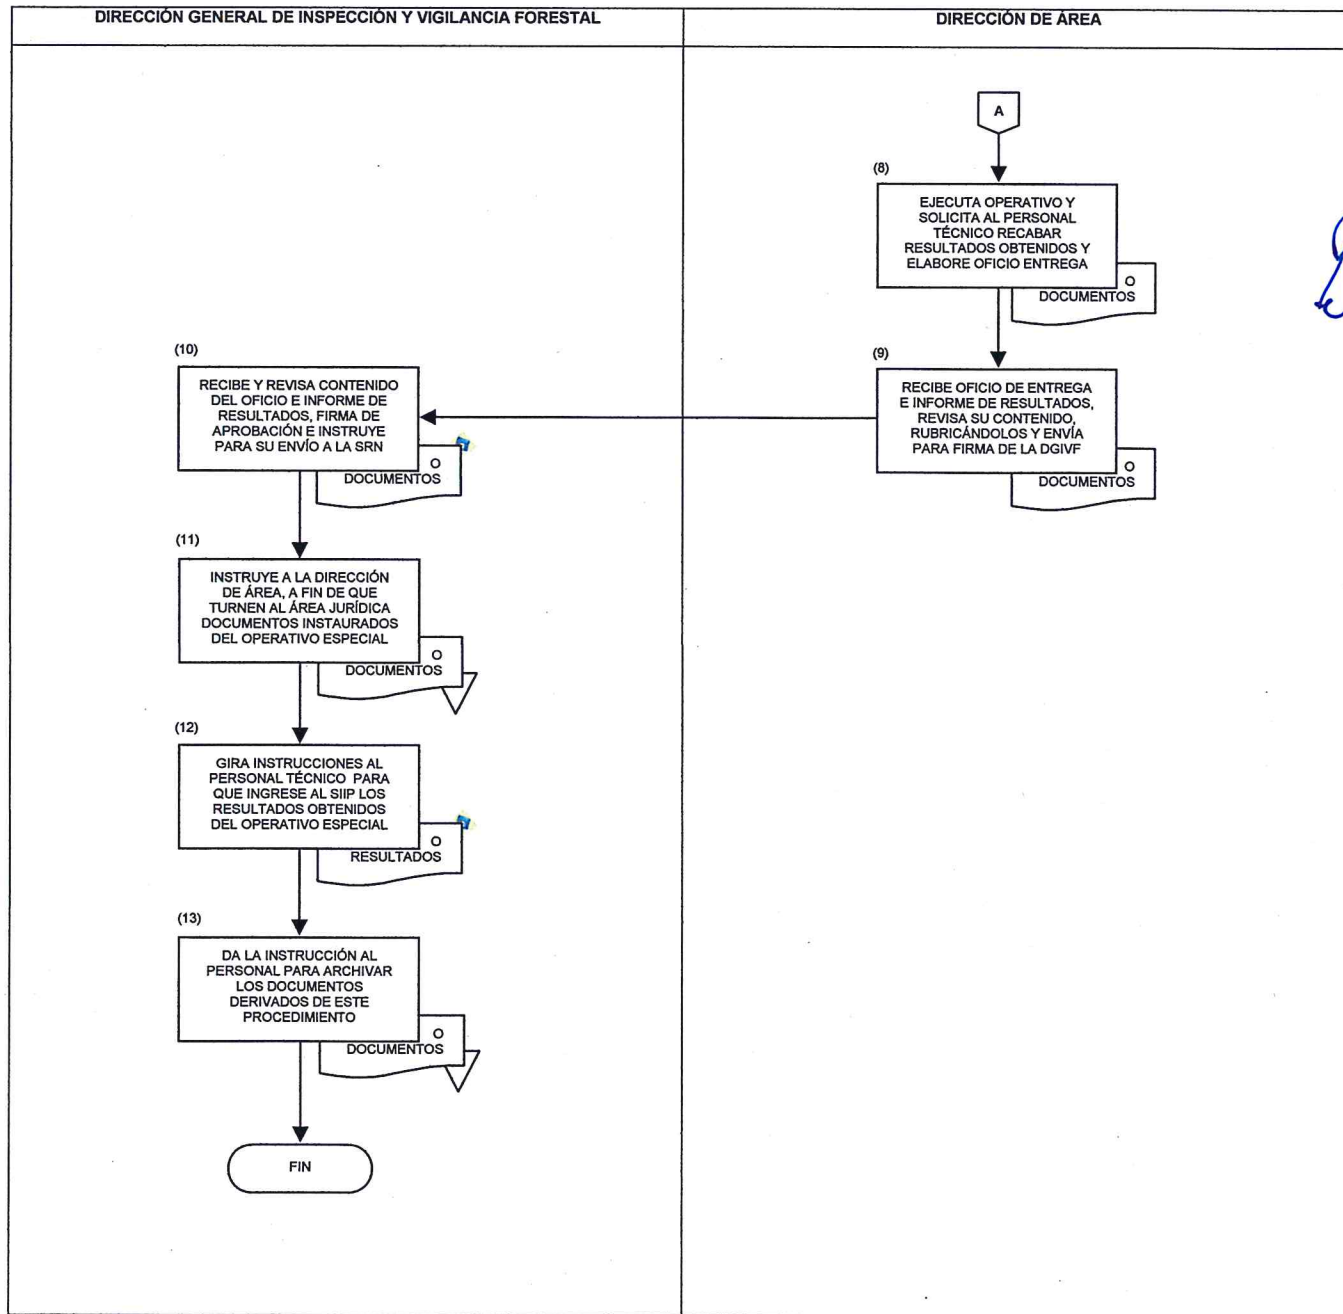 DIRECCIÓN GENERAL DE INSPECCIÓN Y VIGILANCIA FORESTAL
DIRECCIÓN DE ÁREA
A
(8)
EJECUTA OPERATIVO Y
SOLICITA AL PERSONAL
TÉCNICO RECABAR
RESULTADOS OBTENIDOS Y
ELABORE OFICIO ENTREGA
O
DOCUMENTOS
(9)
RECIBE OFICIO DE ENTREGA
E INFORME DE RESULTADOS,
REVISA SU CONTENIDO,
RUBRICÁNDOLOS Y ENVÍA
PARA FIRMA DE LA DGIVF
O
DOCUMENTOS
(10)
RECIBE Y REVISA CONTENIDO
DEL OFICIO E INFORME DE
RESULTADOS, FIRMA DE
APROBACIÓN E INSTRUYE
PARA SU ENVÍO A LA SRN
O
DOCUMENTOS
(11)
INSTRUYE A LA DIRECCIÓN
DE ÁREA, A FIN DE QUE
TURNEN AL ÁREA JURÍDICA
DOCUMENTOS INSTAURADOS
DEL OPERATIVO ESPECIAL
O
DOCUMENTOS
(12)
GIRA INSTRUCCIONES AL
PERSONAL TÉCNICO PARA
QUE INGRESE AL SIIP LOS
RESULTADOS OBTENIDOS
DEL OPERATIVO ESPECIAL
O
RESULTADOS
(13)
DA LA INSTRUCCIÓN AL
PERSONAL PARA ARCHIVAR
LOS DOCUMENTOS
DERIVADOS DE ESTE
PROCEDIMIENTO
O
DOCUMENTOS
FIN